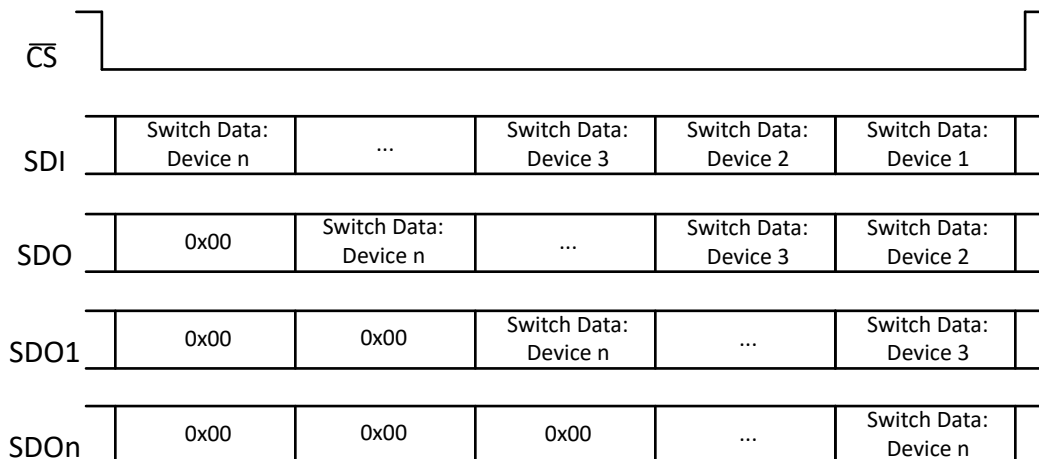 C̅S̅
SDI
Switch Data:
Device n
...
Switch Data:
Device 3
Switch Data:
Device 2
Switch Data:
Device 1
SDO
0x00
Switch Data:
Device n
...
Switch Data:
Device 3
Switch Data:
Device 2
SDO1
0x00
0x00
Switch Data:
Device n
...
Switch Data:
Device 3
SDOn
0x00
0x00
0x00
...
Switch Data:
Device n